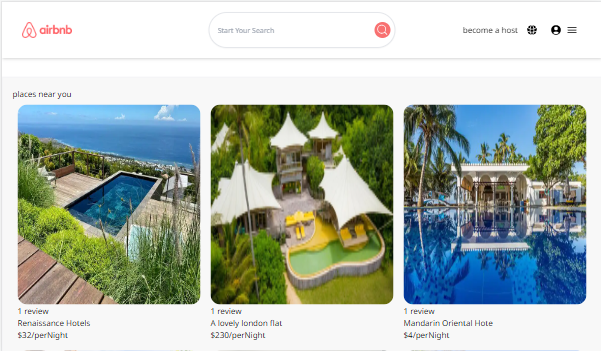 airbnb
Start Your Search
become a host
places near you
1 review
Renaissance Hotels
$32/perNight
1 review
A lovely london flat
$230/perNight
1 review
Mandarin Oriental Hote
$4/perNight